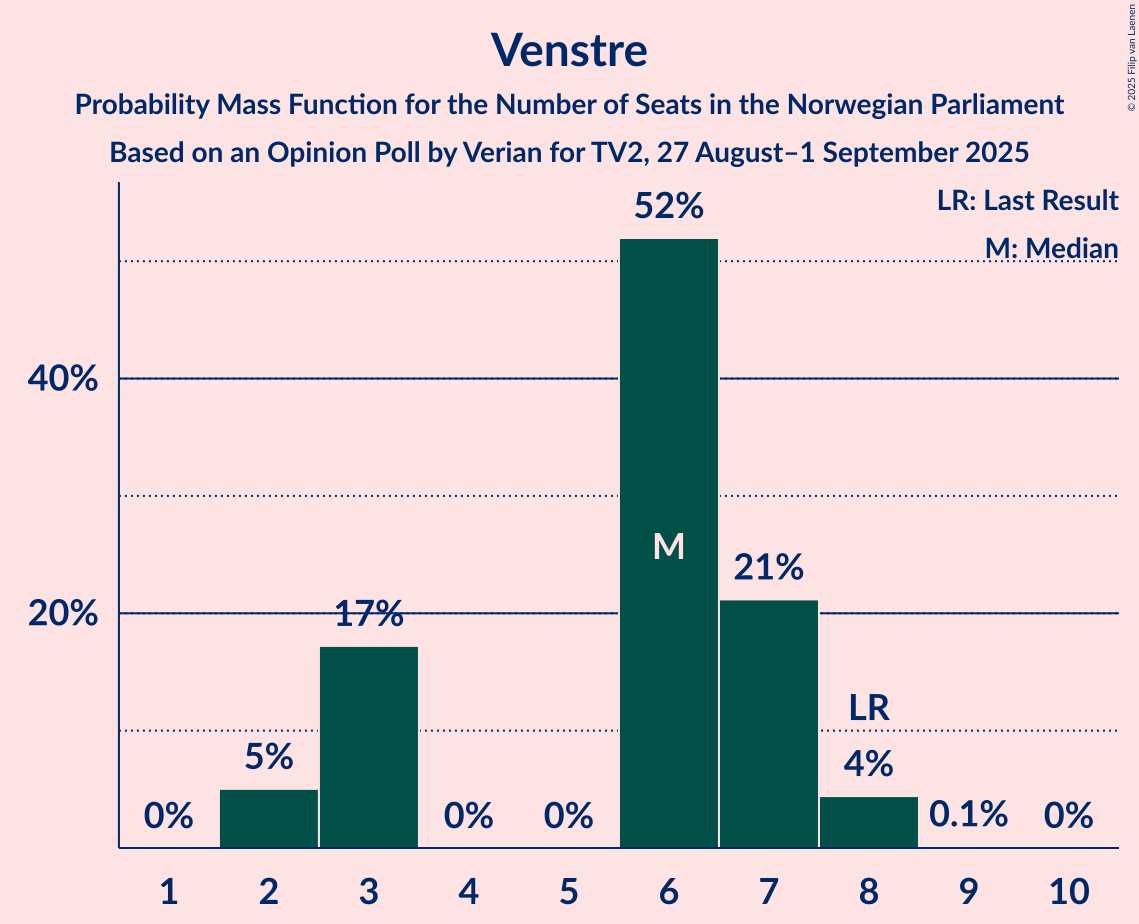 Venstre
Probability Mass Function for the Number of Seats in the Norwegian Parliament
Based on an Opinion Poll by Verian for TV2, 27 August–1 September 2025
© 2025 Filip van Laenen
LR: Last Result
M: Median
52%
40%
M
21%
20%
17%
LR
5%
4%
0%
0%
0%
0.1%
0%
1 2 3 4 5 6 7 8 9 10